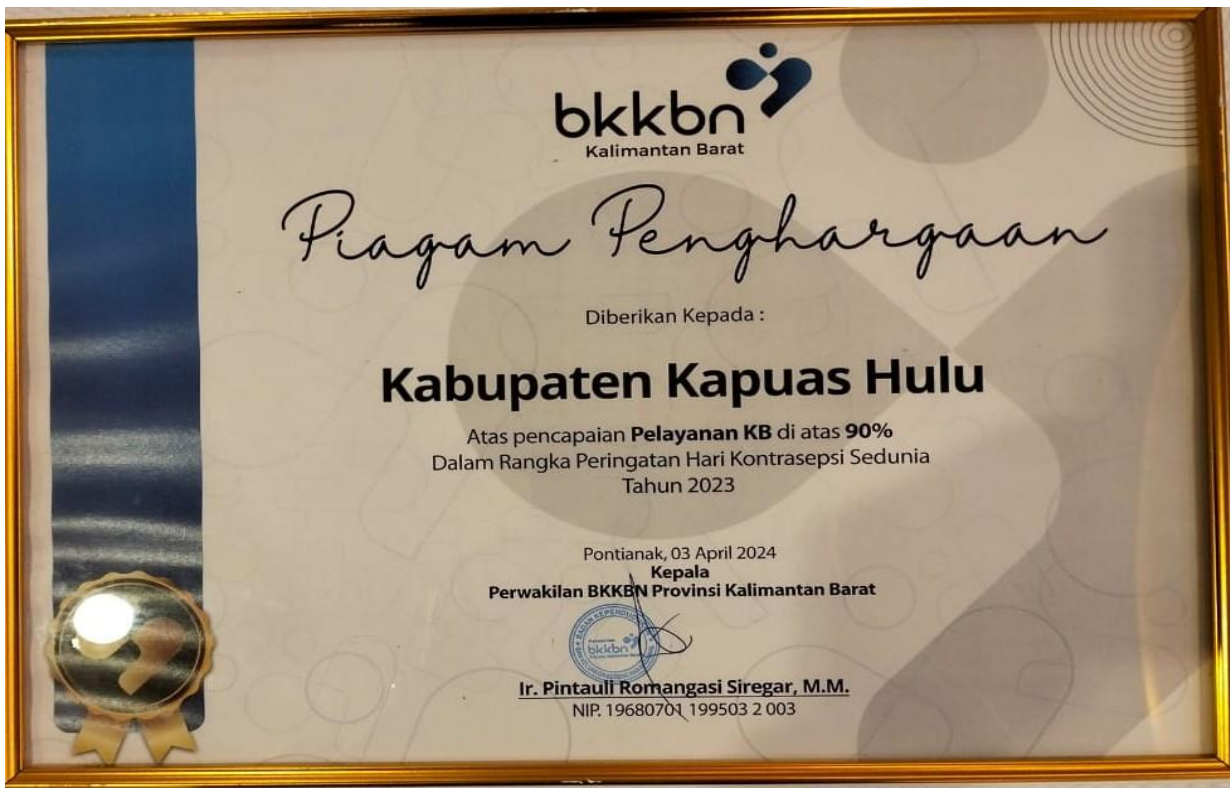 bkkbn
Kalimantan Barat
Piagam Penghargaan
Diberikan Kepada :
Kabupaten Kapuas Hulu
Atas pencapaian Pelayanan KB di atas 90%
Dalam Rangka Peringatan Hari Kontrasepsi Sedunia
Tahun 2023
Pontianak, 03 April 2024
Kepala
Perwakilan BKKBN Provinsi Kalimantan Barat
bkkbn
Ir. Pintauli Romangasi Siregar, M.M.
NIP. 19680701 199503 2 003